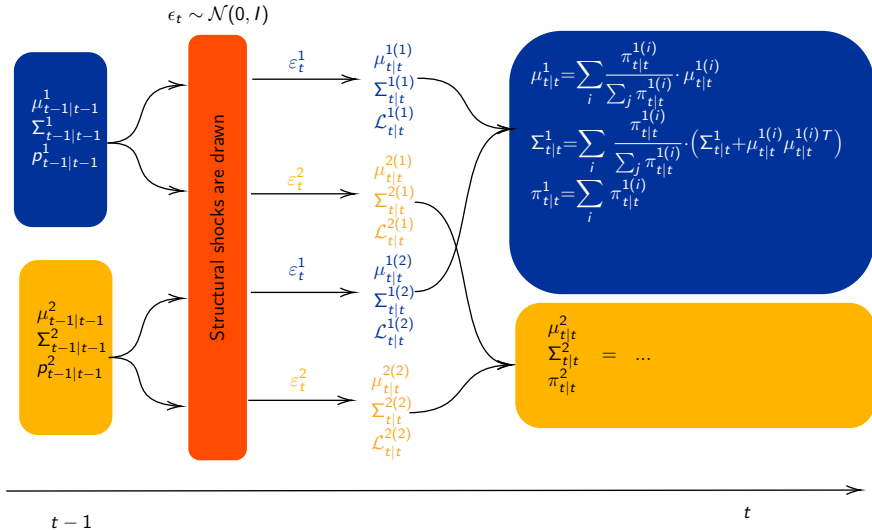 ϵ_t ∼ 𝒩(0, I)
μ^1_{t−1|t−1}
Σ^1_{t−1|t−1}
p^1_{t−1|t−1}
μ^2_{t−1|t−1}
Σ^2_{t−1|t−1}
p^2_{t−1|t−1}
Structural shocks are drawn
ε^1_t
ε^2_t
ε^1_t
ε^2_t
μ^{1(1)}_{t|t}
Σ^{1(1)}_{t|t}
ℒ^{1(1)}_{t|t}
μ^{2(1)}_{t|t}
Σ^{2(1)}_{t|t}
ℒ^{2(1)}_{t|t}
μ^{1(2)}_{t|t}
Σ^{1(2)}_{t|t}
ℒ^{1(2)}_{t|t}
μ^{2(2)}_{t|t}
Σ^{2(2)}_{t|t}
ℒ^{2(2)}_{t|t}
μ^1_{t|t} = ∑_i \frac{π^{1(i)}_{t|t}}{∑_j π^{1(i)}_{t|t}} · μ^{1(i)}_{t|t}
Σ^1_{t|t} = ∑_i \frac{π^{1(i)}_{t|t}}{∑_j π^{1(i)}_{t|t}} · (Σ^1_{t|t} + μ^{1(i)}_{t|t} μ^{1(i) T}_{t|t})
π^1_{t|t} = ∑_i π^{1(i)}_{t|t}
μ^2_{t|t}
Σ^2_{t|t} = ...
π^2_{t|t}
t − 1
t